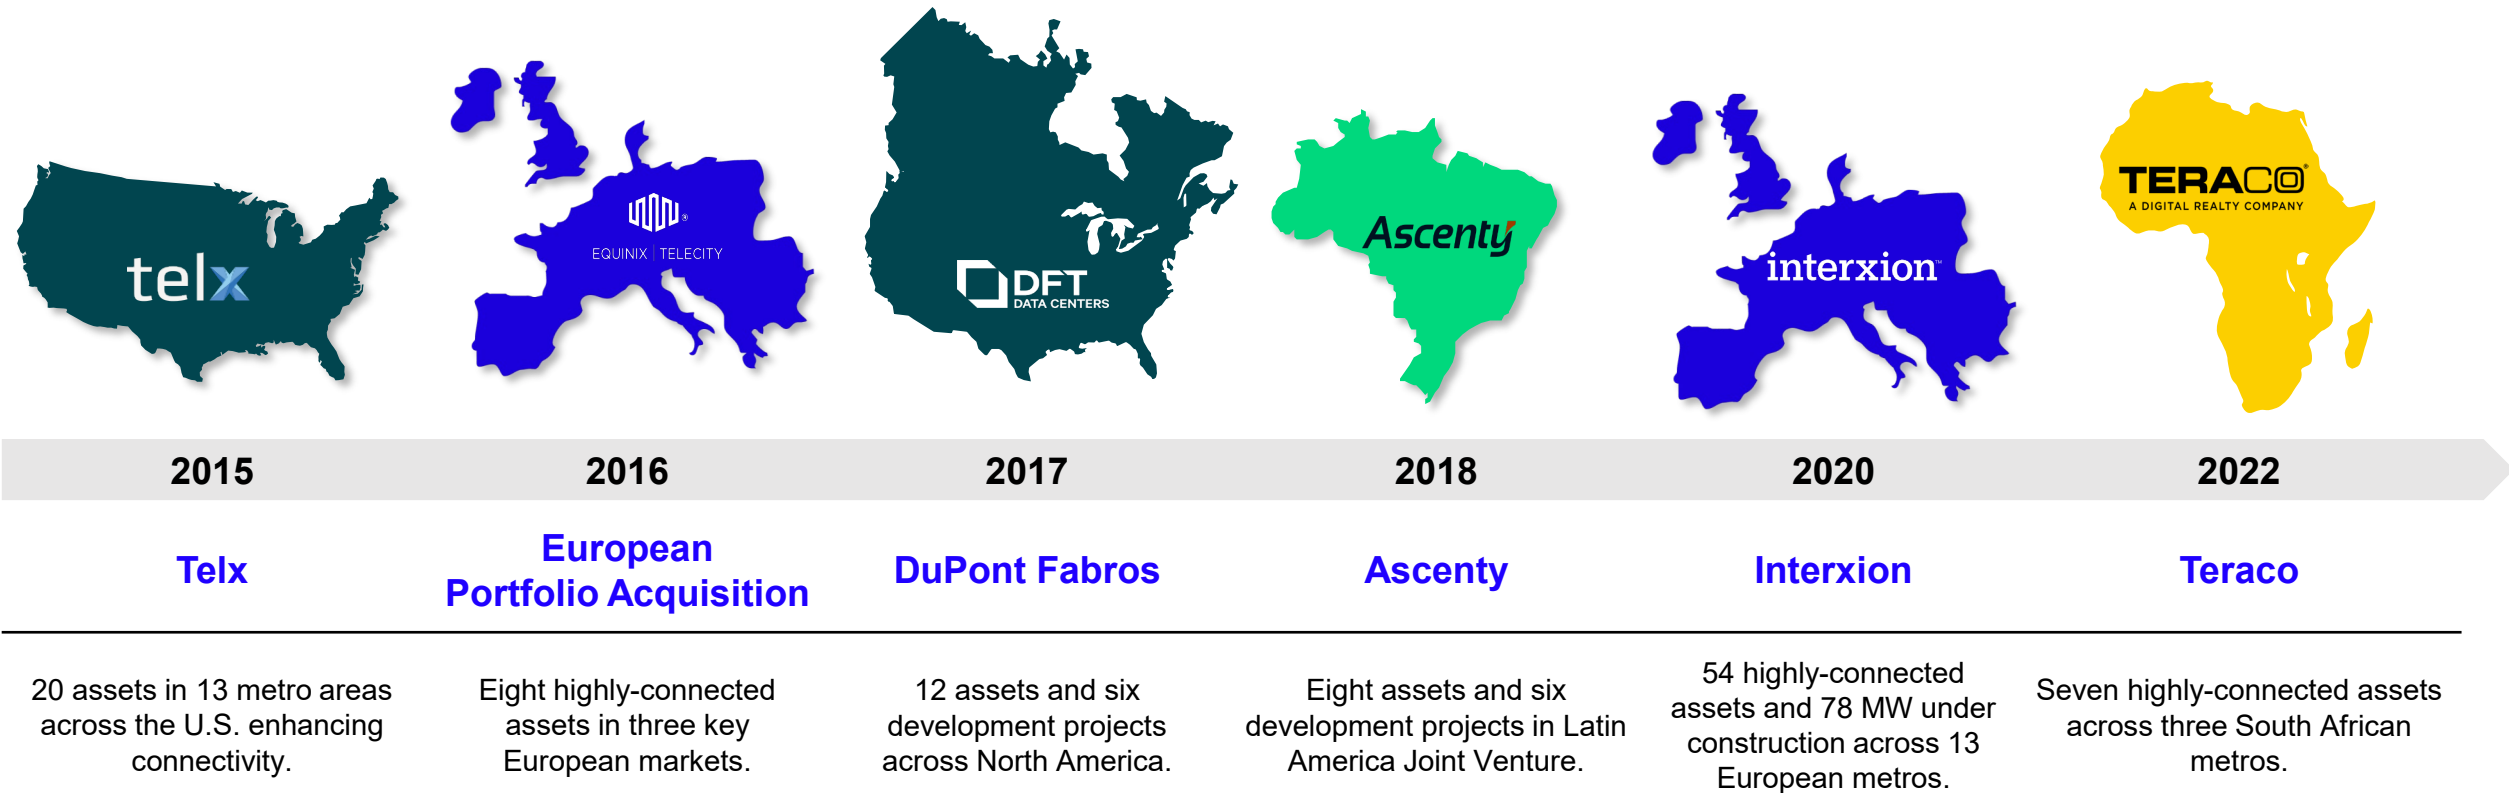 telx
EQUINIX | TELECITY
DFT
DATA CENTERS
Ascenty
interxion™
TERACO®
A DIGITAL REALTY COMPANY
2015
2016
2017
2018
2020
2022
Telx
European
Portfolio Acquisition
DuPont Fabros
Ascenty
Interxion
Teraco
20 assets in 13 metro areas
across the U.S. enhancing
connectivity.
Eight highly-connected
assets in three key
European markets.
12 assets and six
development projects
across North America.
Eight assets and six
development projects in Latin
America Joint Venture.
54 highly-connected
assets and 78 MW under
construction across 13
European metros.
Seven highly-connected assets
across three South African
metros.